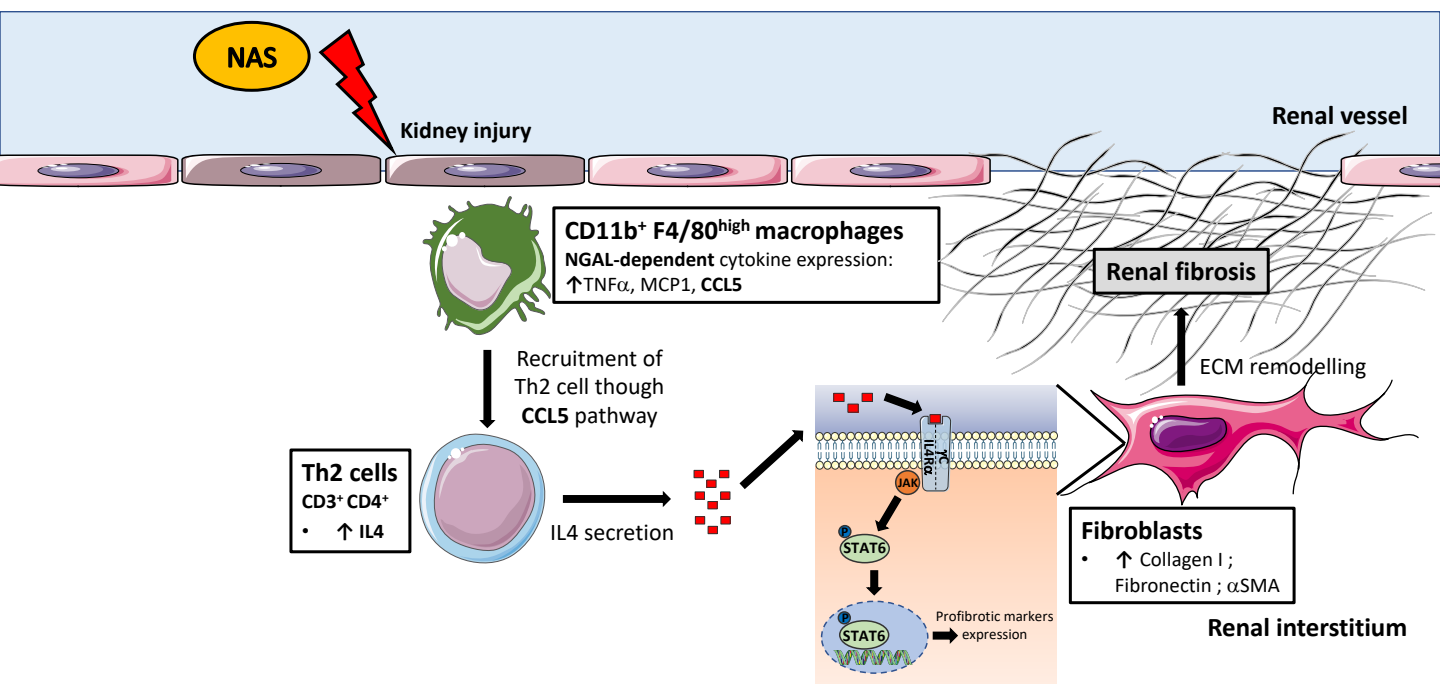 NAS
Kidney injury
Renal vessel
CD11b⁺ F4/80ʰⁱᵍʰ macrophages
NGAL-dependent cytokine expression:
↑TNFα, MCP1, CCL5
Renal fibrosis
Recruitment of
Th2 cell though
CCL5 pathway
ECM remodelling
Th2 cells
CD3⁺ CD4⁺
• ↑ IL4
IL4 secretion
IL4Rα
γC
JAK
P
STAT6
P
STAT6
Profibrotic markers
expression
Fibroblasts
• ↑ Collagen I ;
Fibronectin ; αSMA
Renal interstitium